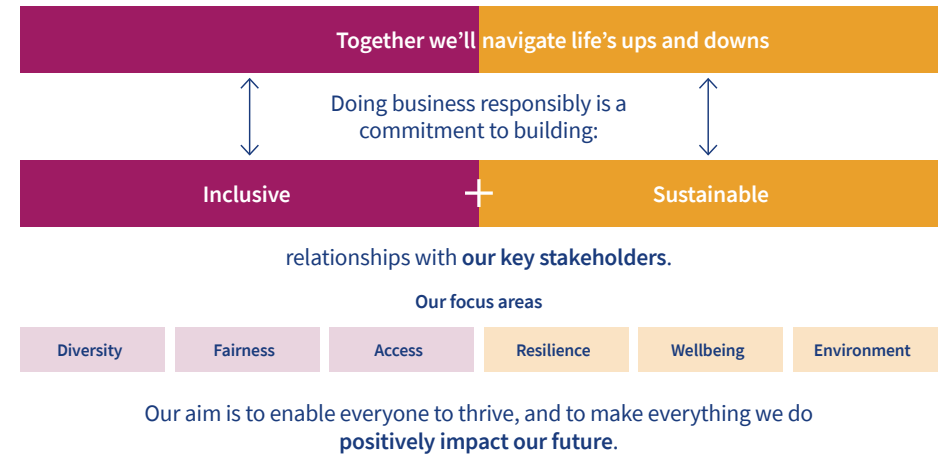 Together we'll navigate life’s ups and downs
Doing business responsibly is a
commitment to building:
Inclusive + Sustainable
relationships with our key stakeholders.
Our focus areas
Diversity Fairness Access Resilience Wellbeing Environment
Our aim is to enable everyone to thrive, and to make everything we do
positively impact our future.